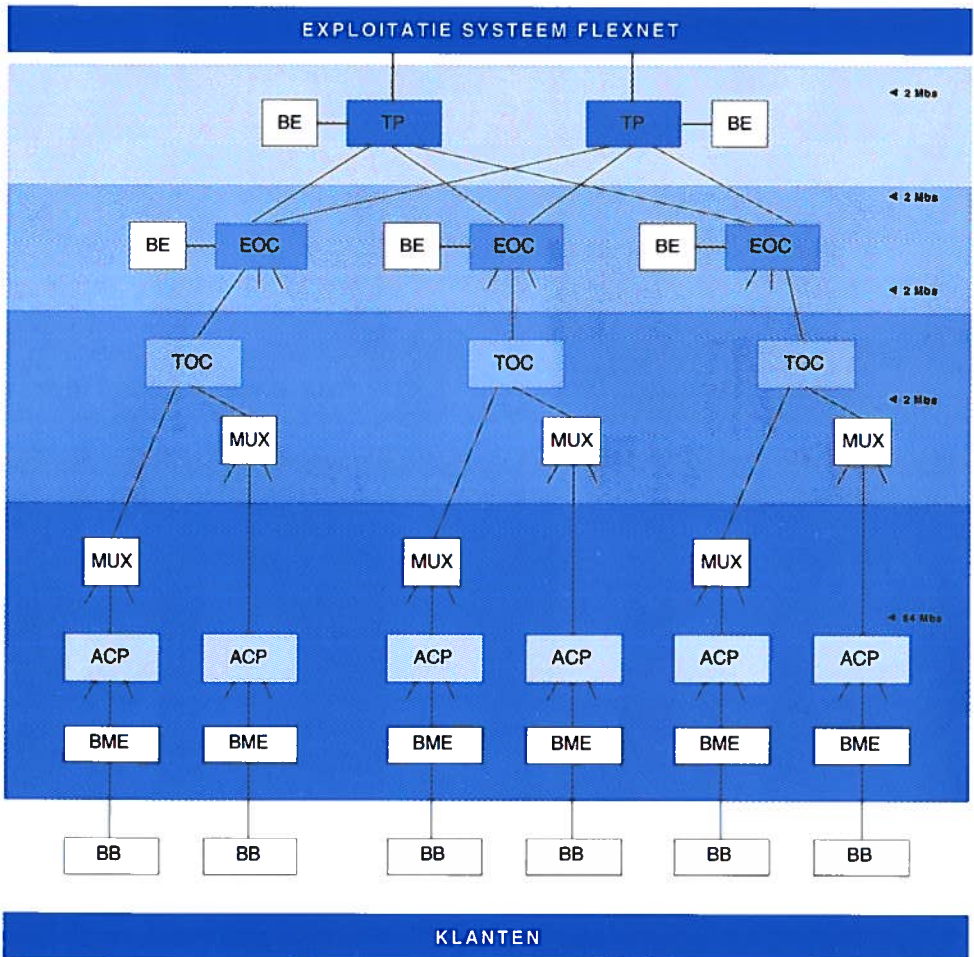 EXPLOITATIE SYSTEEM FLEXNET
◄ 2 Mbs
BE TP TP BE
◄ 2 Mbs
BE EOC BE EOC BE EOC
◄ 2 Mbs
TOC TOC TOC
◄ 2 Mbs
MUX MUX MUX
MUX MUX MUX
◄ 64 Mbs
ACP ACP ACP ACP ACP ACP
BME BME BME BME BME BME
BB BB BB BB BB BB
KLANTEN